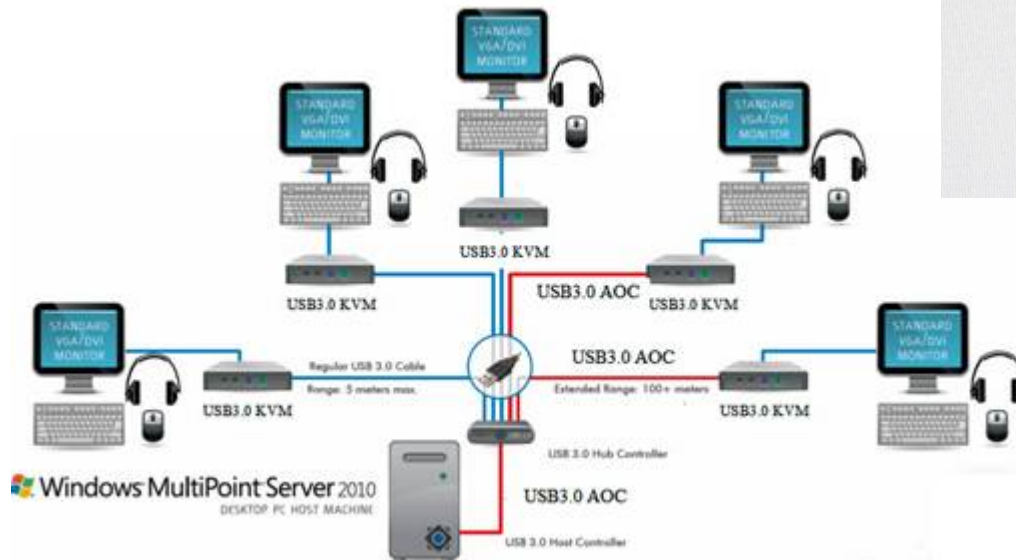 STANDARD
VGA/DVI
MONITOR
STANDARD
VGA/DVI
MONITOR
STANDARD
VGA/DVI
MONITOR
USB3.0 KVM
USB3.0 KVM
USB3.0 AOC
USB3.0 KVM
STANDARD
VGA/DVI
MONITOR
STANDARD
VGA/DVI
MONITOR
Regular USB 3.0 Cable
Range: 5 meters max.
USB3.0 AOC
Extended Range: 100+ meters
USB3.0 KVM
USB3.0 KVM
USB 3.0 Hub Controller
Windows MultiPoint Server 2010
DESKTOP PC HOST MACHINE
USB3.0 AOC
USB 3.0 Host Controller